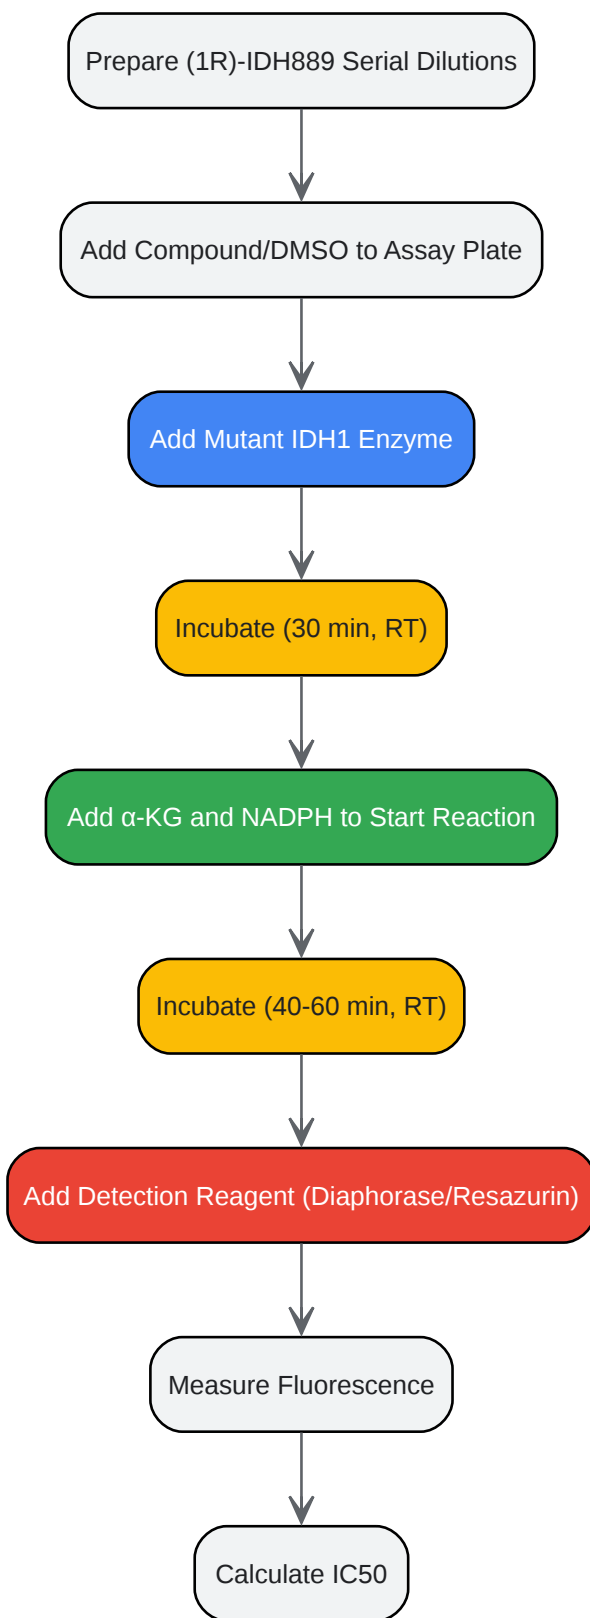 Prepare (1R)-IDH889 Serial Dilutions
Add Compound/DMSO to Assay Plate
Add Mutant IDH1 Enzyme
Incubate (30 min, RT)
Add α-KG and NADPH to Start Reaction
Incubate (40-60 min, RT)
Add Detection Reagent (Diaphorase/Resazurin)
Measure Fluorescence
Calculate IC50